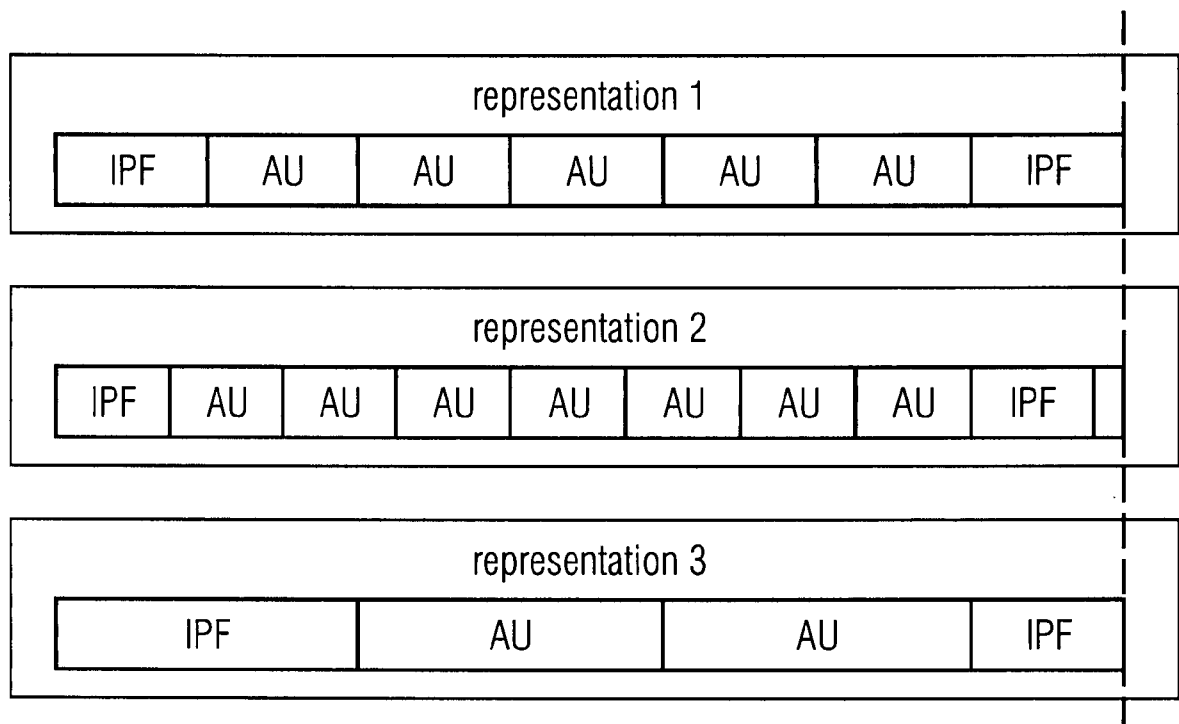 representation 1
IPF AU AU AU AU AU IPF
representation 2
IPF AU AU AU AU AU AU AU IPF
representation 3
IPF AU AU IPF